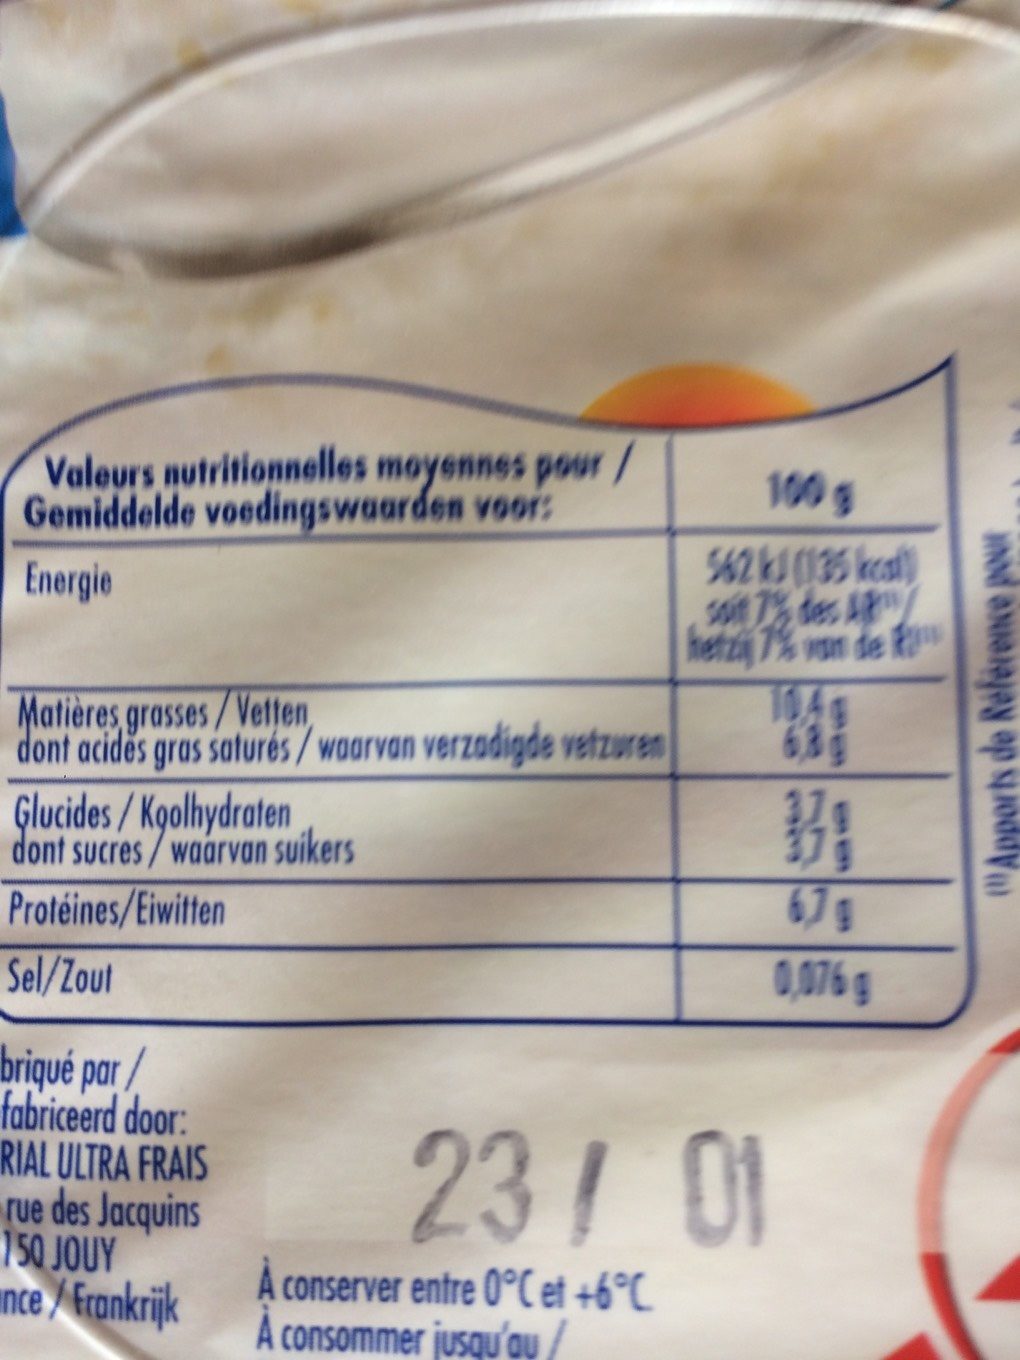 Valeurs nutritionnelles moyennes pour /
Gemiddelde voedingswaarden voor:
100 g
Energie
562 kJ (135 kcal)
soit 7% des AR⁽¹⁾/
hetzij 7% van de RI⁽¹⁾
Matières grasses / Vetten
dont acides gras saturés / waarvan verzadigde vetzuren
10,4 g
6,8 g
Glucides / Koolhydraten
dont sucres / waarvan suikers
3,7 g
3,7 g
Protéines/Eiwitten
6,7 g
Sel/Zout
0,076 g
⁽¹⁾Apports de Référence pour
briqué par /
fabriceerd door:
RIAL ULTRA FRAIS
rue des Jacquins
150 JOUY
ance / Frankrijk
23 / 01
À conserver entre 0°C et +6°C
À consommer jusqu'au /